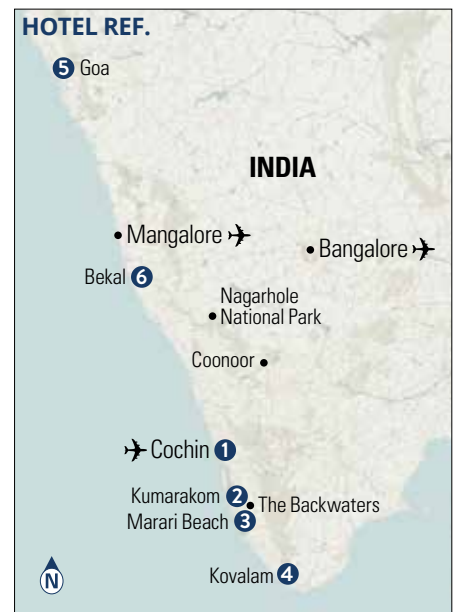 HOTEL REF.
5 Goa
INDIA
Mangalore
Bangalore
Bekal 6
Nagarhole
National Park
Coonoor
Cochin 1
Kumarakom 2
The Backwaters
Marari Beach 3
Kovalam 4
N